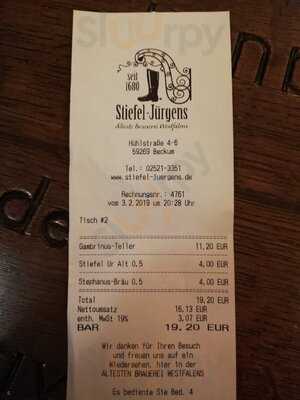 slurpy
seit
1680
Stiefel-Jürgens
Älteste Brauerei Westfalens
Hühlstraße 4-6
59269 Beckum
Tel.: 02521-3351
www.stiefel-juergens.de
Rechnungsnr.: 4761
vom 3.2.2019 um 20:28 Uhr
Tisch #2
Gambrinus-Teller 11,20 EUR
Stiefel Ur Alt 0.5 4,00 EUR
Stephanus-Bräu 0.5 4,00 EUR
Total 19,20 EUR
Nettoumsatz 16,13 EUR
enth. MwSt 19% 3,07 EUR
BAR 19,20 EUR
Wir danken für Ihren Besuch
und freuen uns auf ein
Wiedersehen, hier in der
ÄLTESTEN BRAUEREI WESTFALENS
Es bediente Sie Bed. 4